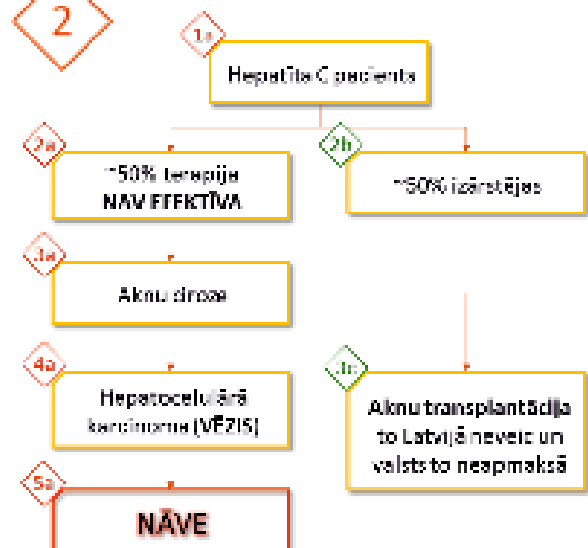 2
1a
Hepatīta C pacients
2a
~50% terapija
NAV EFEKTĪVA
2b
~50% izārstējas
3a
Aknu ciroze
4a
Hepatocelulārā
karcinoma (VĒZIS)
3c
Aknu transplantācija
to Latvijā neveic un
valsts to neapmaksā
5a
NĀVE